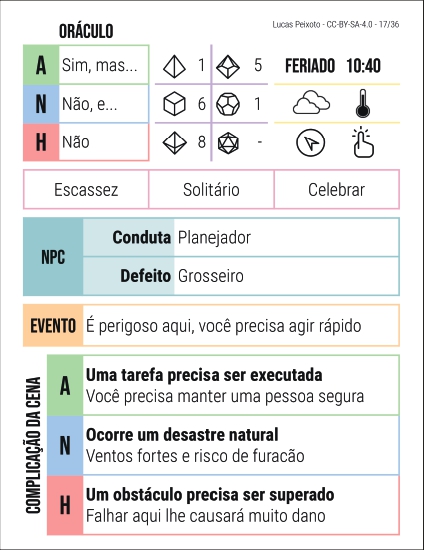 Lucas Peixoto - CC-BY-SA-4.0 - 17/36
ORÁCULO
A Sim, mas...
N Não, e...
H Não
1 5
6 1
8 -
FERIADO 10:40
Escassez Solitário Celebrar
NPC
Conduta Planejador
Defeito Grosseiro
EVENTO É perigoso aqui, você precisa agir rápido
COMPLICAÇÃO DA CENA
A
Uma tarefa precisa ser executada
Você precisa manter uma pessoa segura
N
Ocorre um desastre natural
Ventos fortes e risco de furacão
H
Um obstáculo precisa ser superado
Falhar aqui lhe causará muito dano